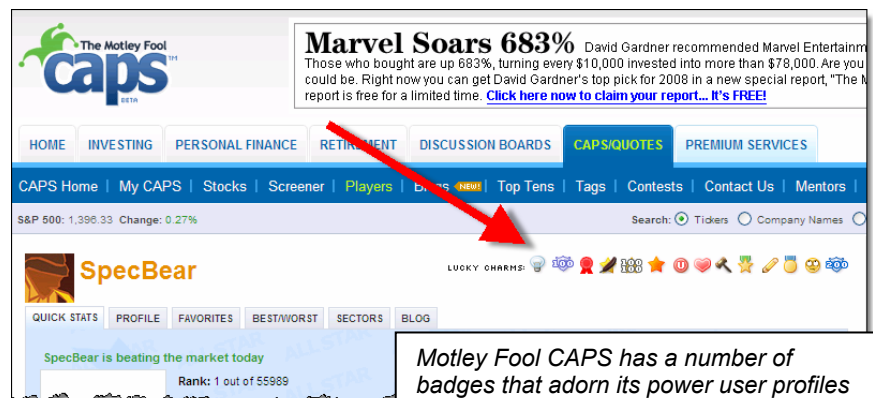 The Motley Fool
caps
TM
BETA
Marvel Soars 683% David Gardner recommended Marvel Entertainm
Those who bought are up 683%, turning every $10,000 invested into more than $78,000. Are you
could be. Right now you can get David Gardner's top pick for 2008 in a new special report, "The M
report is free for a limited time. Click here now to claim your report... It's FREE!
HOME INVESTING PERSONAL FINANCE RETIREMENT DISCUSSION BOARDS CAPS/QUOTES PREMIUM SERVICES
CAPS Home | My CAPS | Stocks | Screener | Players | NEW! | Top Tens | Tags | Contests | Contact Us | Mentors |
S&P 500: 1,396.33 Change: 0.27% Search: Tickers Company Names
SpecBear
LUCKY CHARMS: 100
QUICK STATS PROFILE FAVORITES BEST/WORST SECTORS BLOG
SpecBear is beating the market today
ALL STAR
Rank: 1 out of 55989
Motley Fool CAPS has a number of
badges that adorn its power user profiles